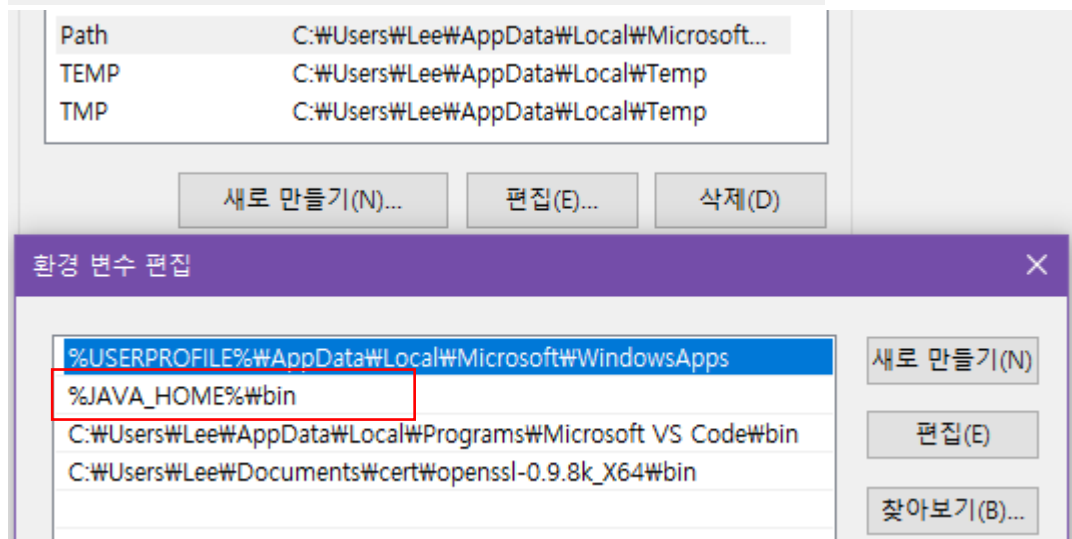 Path C:₩Users₩Lee₩AppData₩Local₩Microsoft...
TEMP C:₩Users₩Lee₩AppData₩Local₩Temp
TMP C:₩Users₩Lee₩AppData₩Local₩Temp
새로 만들기(N)... 편집(E)... 삭제(D)
환경 변수 편집
%USERPROFILE%₩AppData₩Local₩Microsoft₩WindowsApps
새로 만들기(N)
%JAVA_HOME%₩bin
C:₩Users₩Lee₩AppData₩Local₩Programs₩Microsoft VS Code₩bin
편집(E)
C:₩Users₩Lee₩Documents₩cert₩openssl-0.9.8k_X64₩bin
찾아보기(B)...